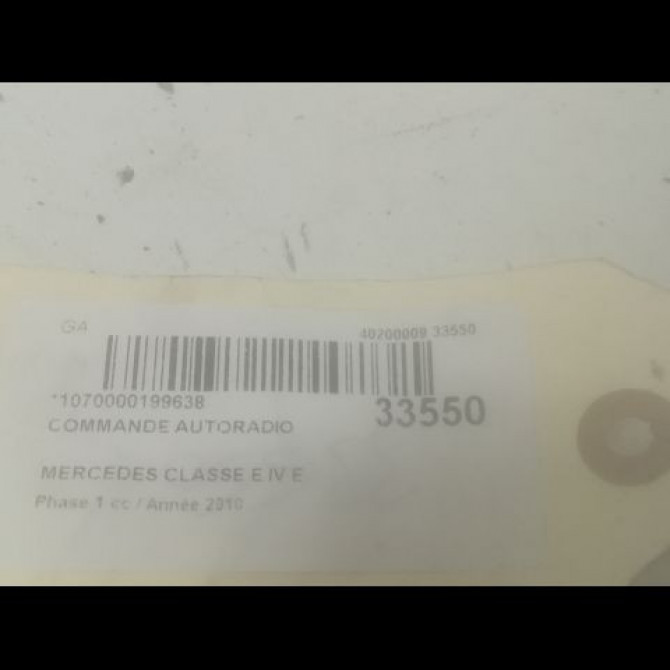 GA 40200009 33550
*1070000199638 33550
COMMANDE AUTORADIO
MERCEDES CLASSE E IV E
Phase 1 cc / Année 2010